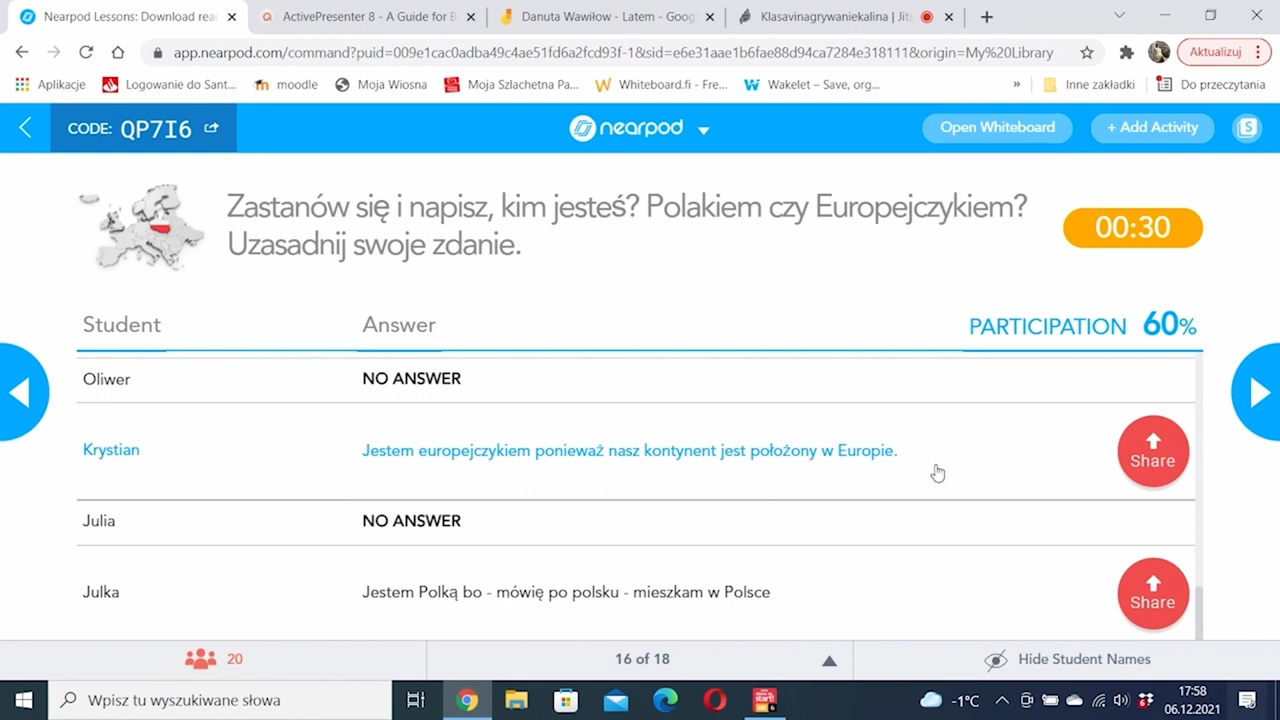 Nearpod Lessons: Download rea
ActivePresenter 8 - A Guide for B
Danuta Wawiłow - Latem - Goog
Klasavinagrywaniekalina | Jits
app.nearpod.com/command?puid=009e1cac0adba49c4ae51fd6a2fcd93f-1&sid=e6e31aae1b6fae88d94ca7284e318111&origin=My%20Library
Aktualizuj
Aplikacje
Logowanie do Sant...
moodle
Moja Wiosna
Moja Szlachetna Pa...
Whiteboard.fi - Fre...
Wakelet – Save, org...
»
Inne zakładki
Do przeczytania
CODE: QP7I6
nearpod
Open Whiteboard
+ Add Activity
S
Zastanów się i napisz, kim jesteś? Polakiem czy Europejczykiem?
Uzasadnij swoje zdanie.
00:30
Student
Answer
PARTICIPATION 60%
Oliwer
NO ANSWER
Krystian
Jestem europejczykiem ponieważ nasz kontynent jest położony w Europie.
Share
Julia
NO ANSWER
Julka
Jestem Polką bo - mówię po polsku - mieszkam w Polsce
Share
20
16 of 18
Hide Student Names
Wpisz tu wyszukiwane słowa
-1°C
17:58
06.12.2021